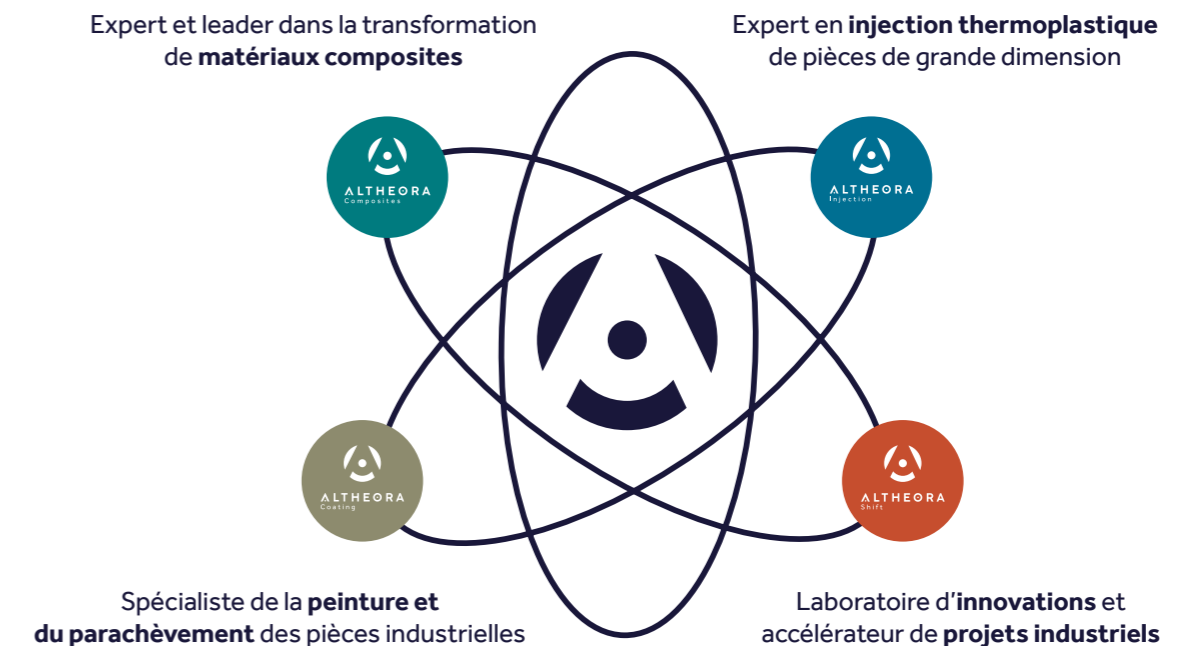 Expert et leader dans la transformation
de matériaux composites
Expert en injection thermoplastique
de pièces de grande dimension
ALTHEORA
Composites
ALTHEORA
Injection
ALTHEORA
Coating
ALTHEORA
Shift
Spécialiste de la peinture et
du parachèvement des pièces industrielles
Laboratoire d’innovations et
accélérateur de projets industriels